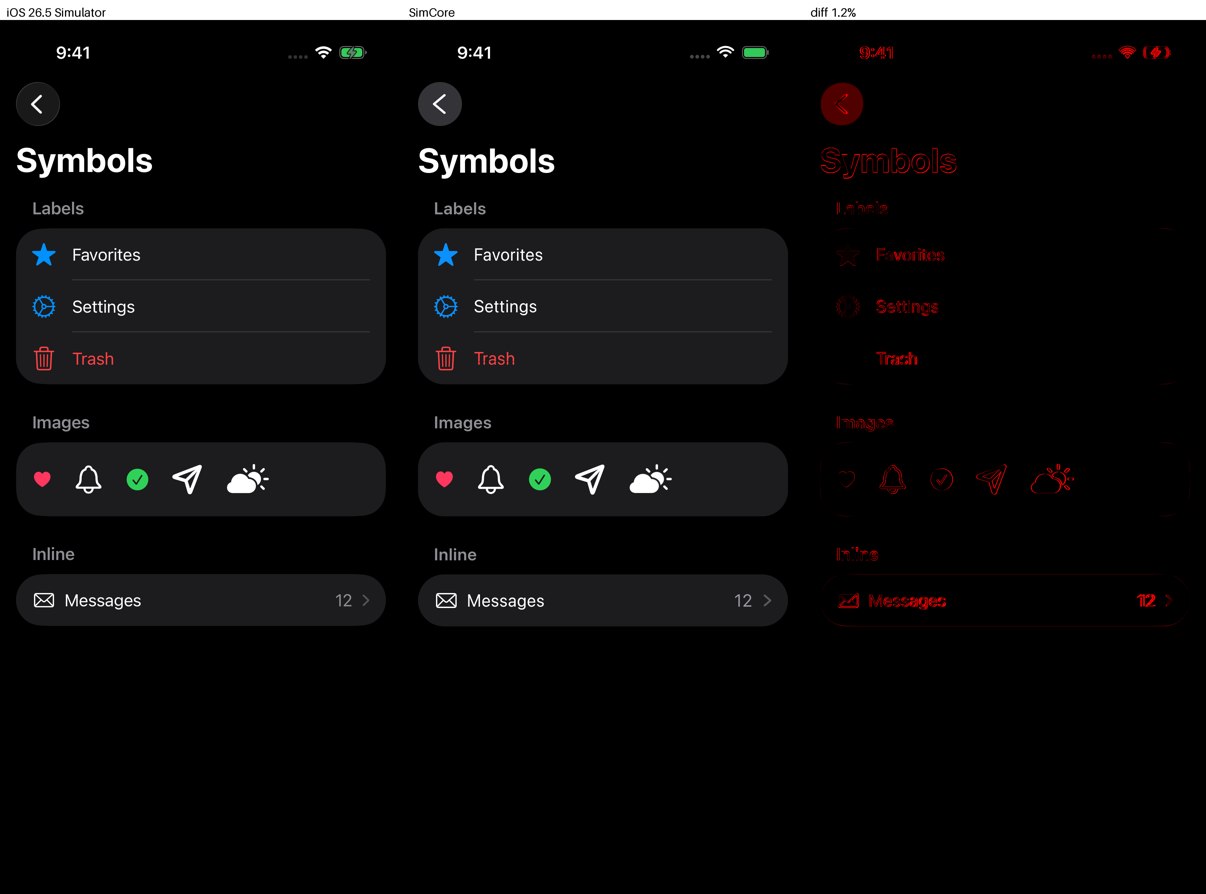 iOS 26.5 Simulator
9:41
Symbols
Labels
Favorites
Settings
Trash
Images
Inline
Messages 12
SimCore
9:41
Symbols
Labels
Favorites
Settings
Trash
Images
Inline
Messages 12
diff 1.2%
9:41
Symbols
Labels
Favorites
Settings
Trash
Images
Inline
Messages 12